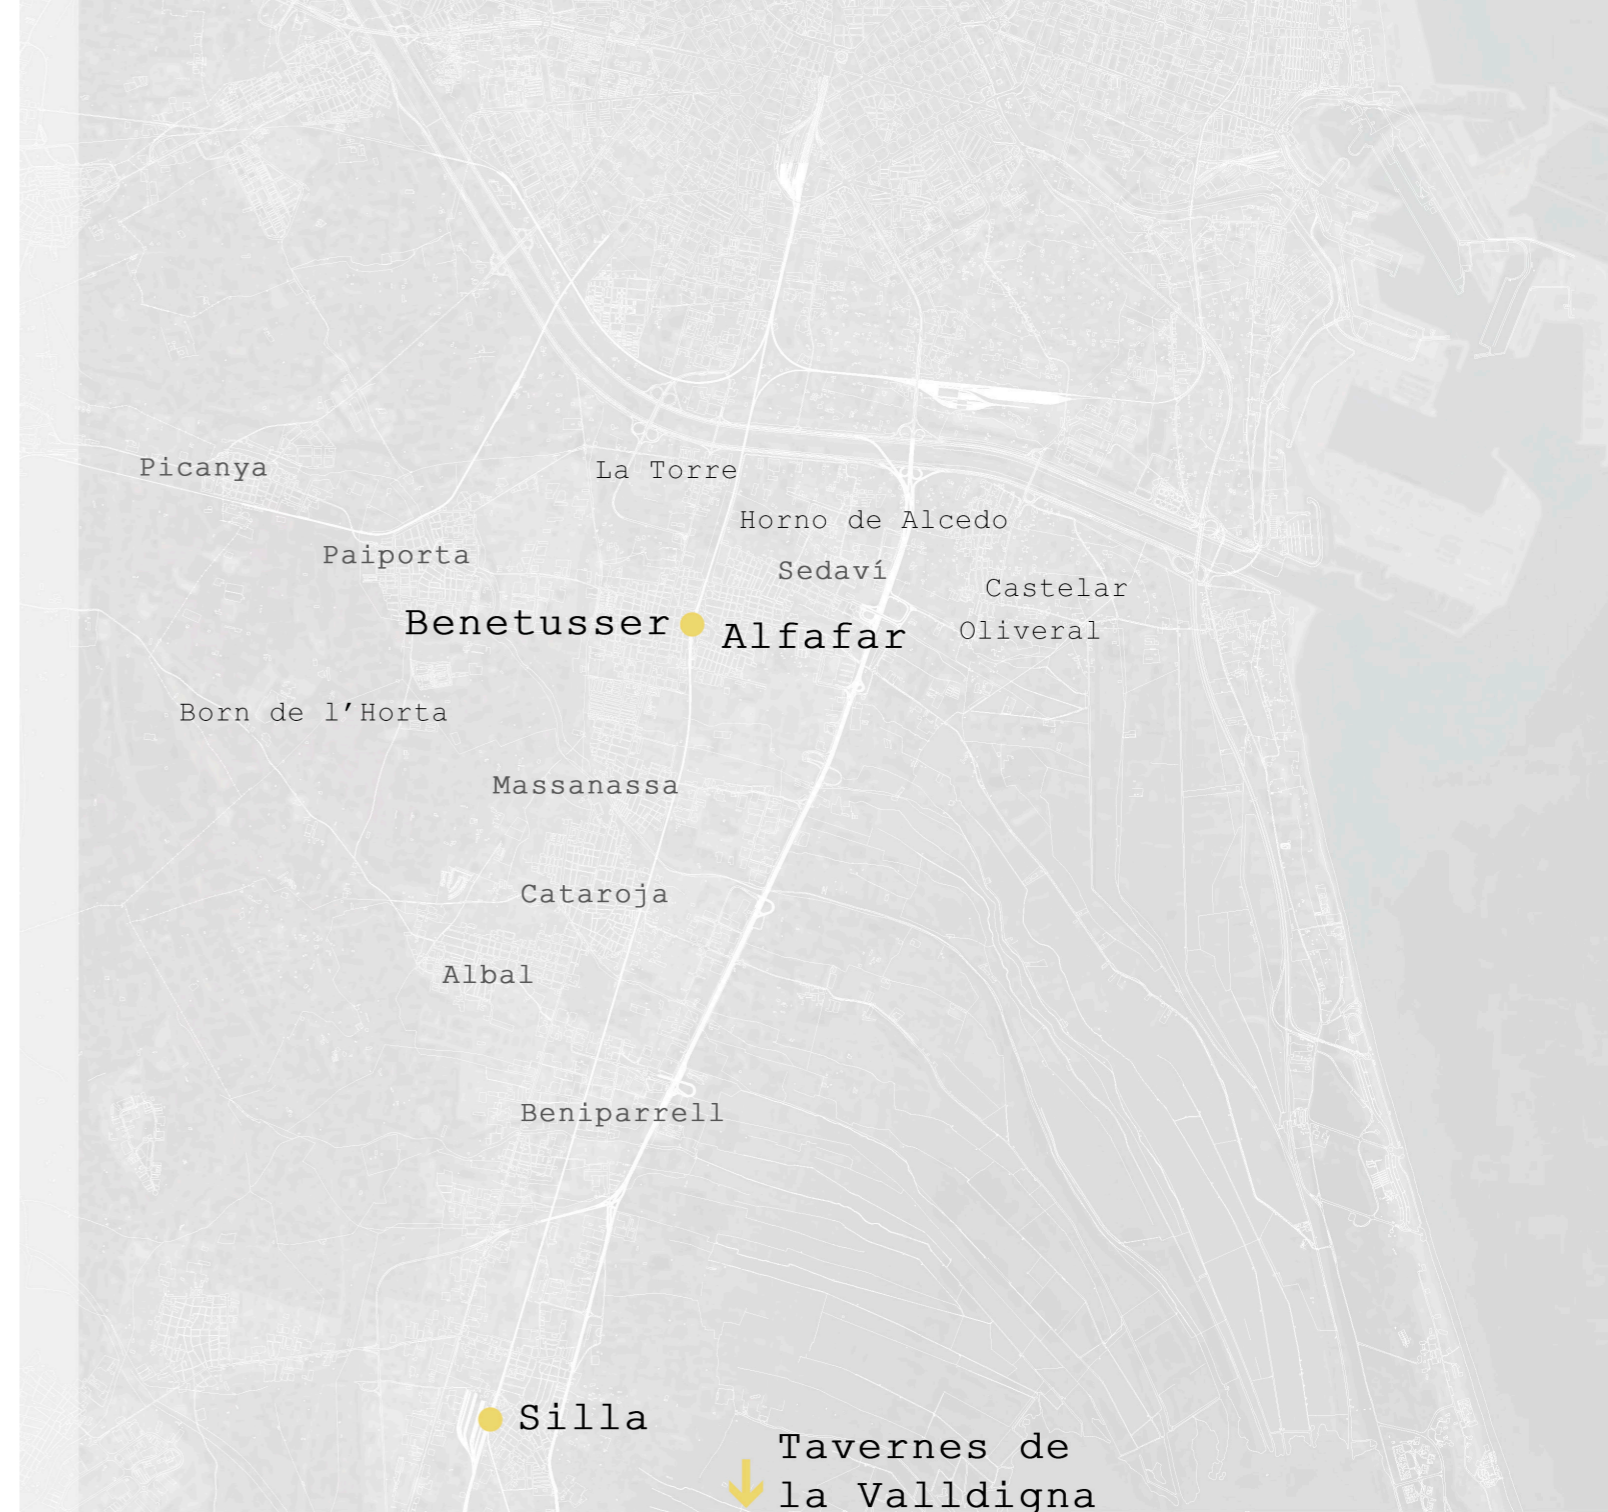 Picanya
La Torre
Horno de Alcedo
Paiporta
Sedaví
Castelar
Benetusser
Alfafar
Oliveral
Born de l’Horta
Massanassa
Cataroja
Albal
Beniparrell
Silla
Tavernes de
la Valldigna